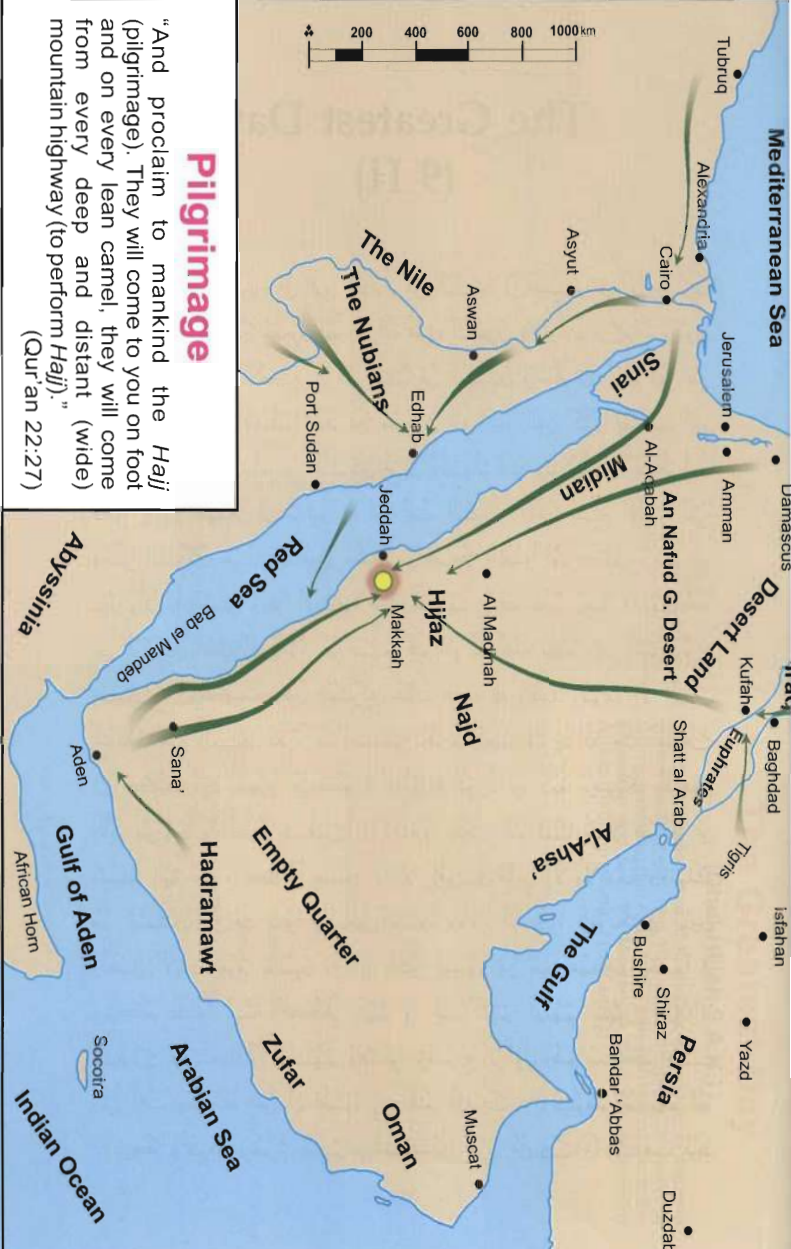 Mediterranean Sea
Tubruq
Alexandria
Cairo
Jerusalem
Amman
Damascus
Desert Land
Kufah
Baghdad
Euphrates
Tigris
Shatt al Arab
isfahan
Yazd
Persia
Shiraz
Bushire
Bandar ‘Abbas
Sinai
Al-Aqabah
An Nafud G. Desert
Midian
Asyut
The Nile
Aswan
The Nubians
Edhab
Port Sudan
Al Madinah
Hijaz
Najd
Al-Ahsa’
The Gulf
Jeddah
Makkah
Red Sea
Bab el Mandeb
Abyssinia
Sana’
Aden
Hadramawt
Empty Quarter
Zufar
Oman
Muscat
Gulf of Aden
African Horn
Arabian Sea
Socotra
Indian Ocean
200 400 600 800 1000 km
Pilgrimage
“And proclaim to mankind the Hajj
(pilgrimage). They will come to you on foot
and on every lean camel, they will come
from every deep and distant (wide)
mountain highway (to perform Hajj).”
(Qur’an 22:27)